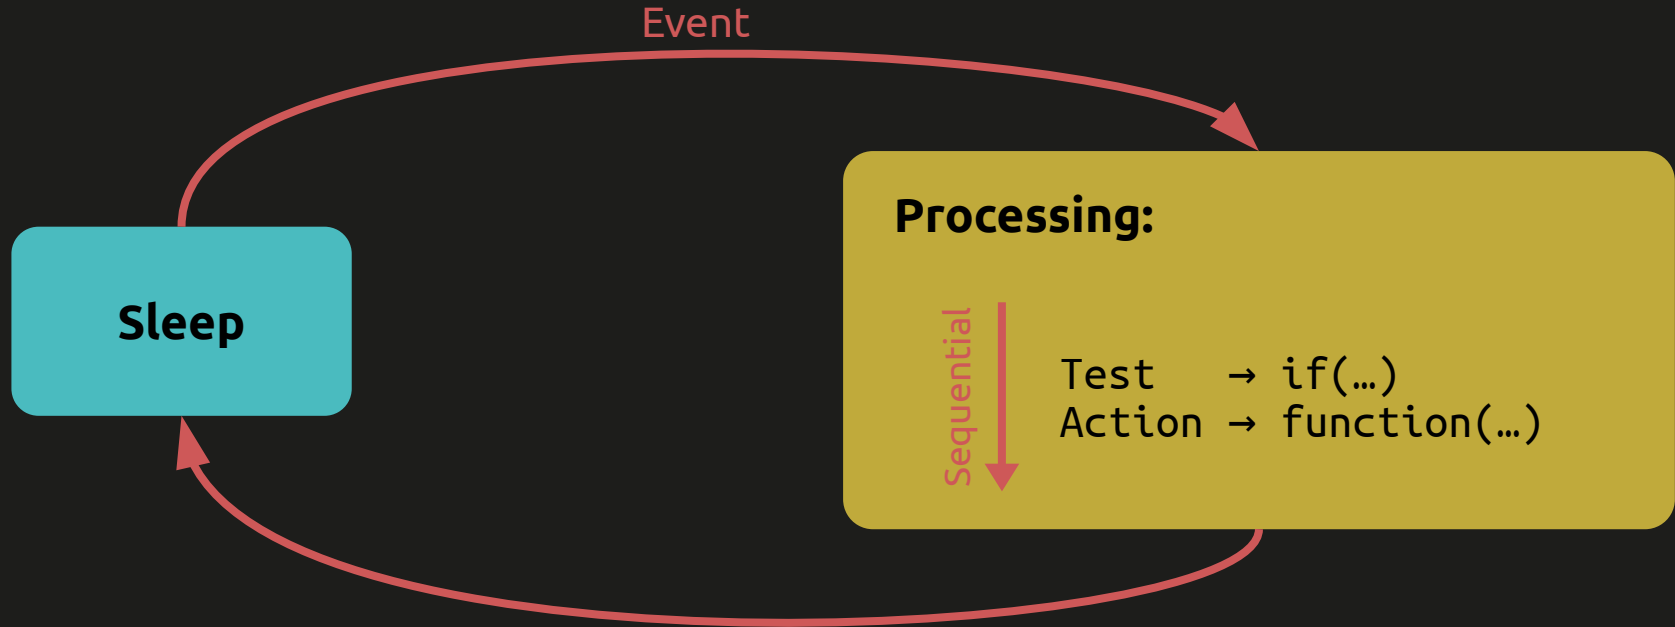 Event
Processing:
Sleep
Sequential
Test → if(…)
Action → function(…)